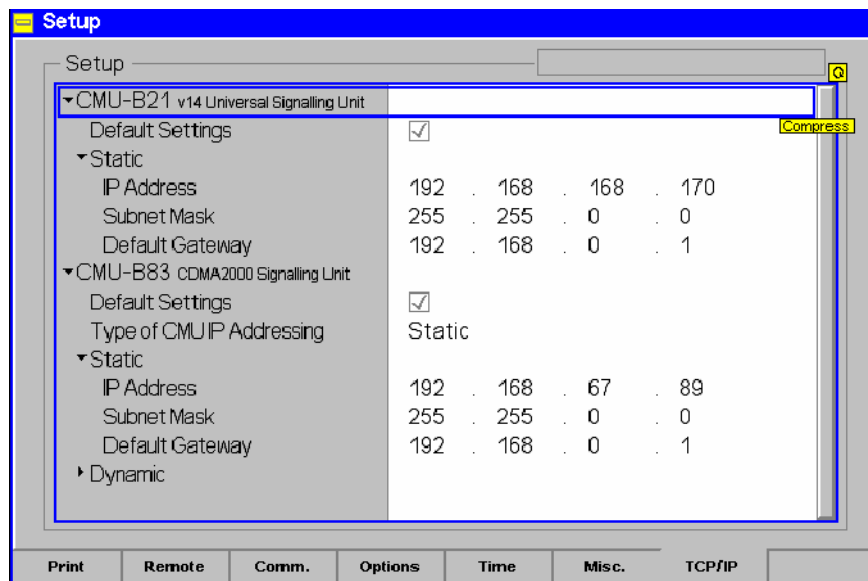 Setup
Setup
CMU-B21 v14 Universal Signalling Unit
Compress
Default Settings
Static
IP Address 192 . 168 . 168 . 170
Subnet Mask 255 . 255 . 0 . 0
Default Gateway 192 . 168 . 0 . 1
CMU-B83 CDMA2000 Signalling Unit
Default Settings
Type of CMU IP Addressing Static
Static
IP Address 192 . 168 . 67 . 89
Subnet Mask 255 . 255 . 0 . 0
Default Gateway 192 . 168 . 0 . 1
Dynamic
Print Remote Comm. Options Time Misc. TCP/IP